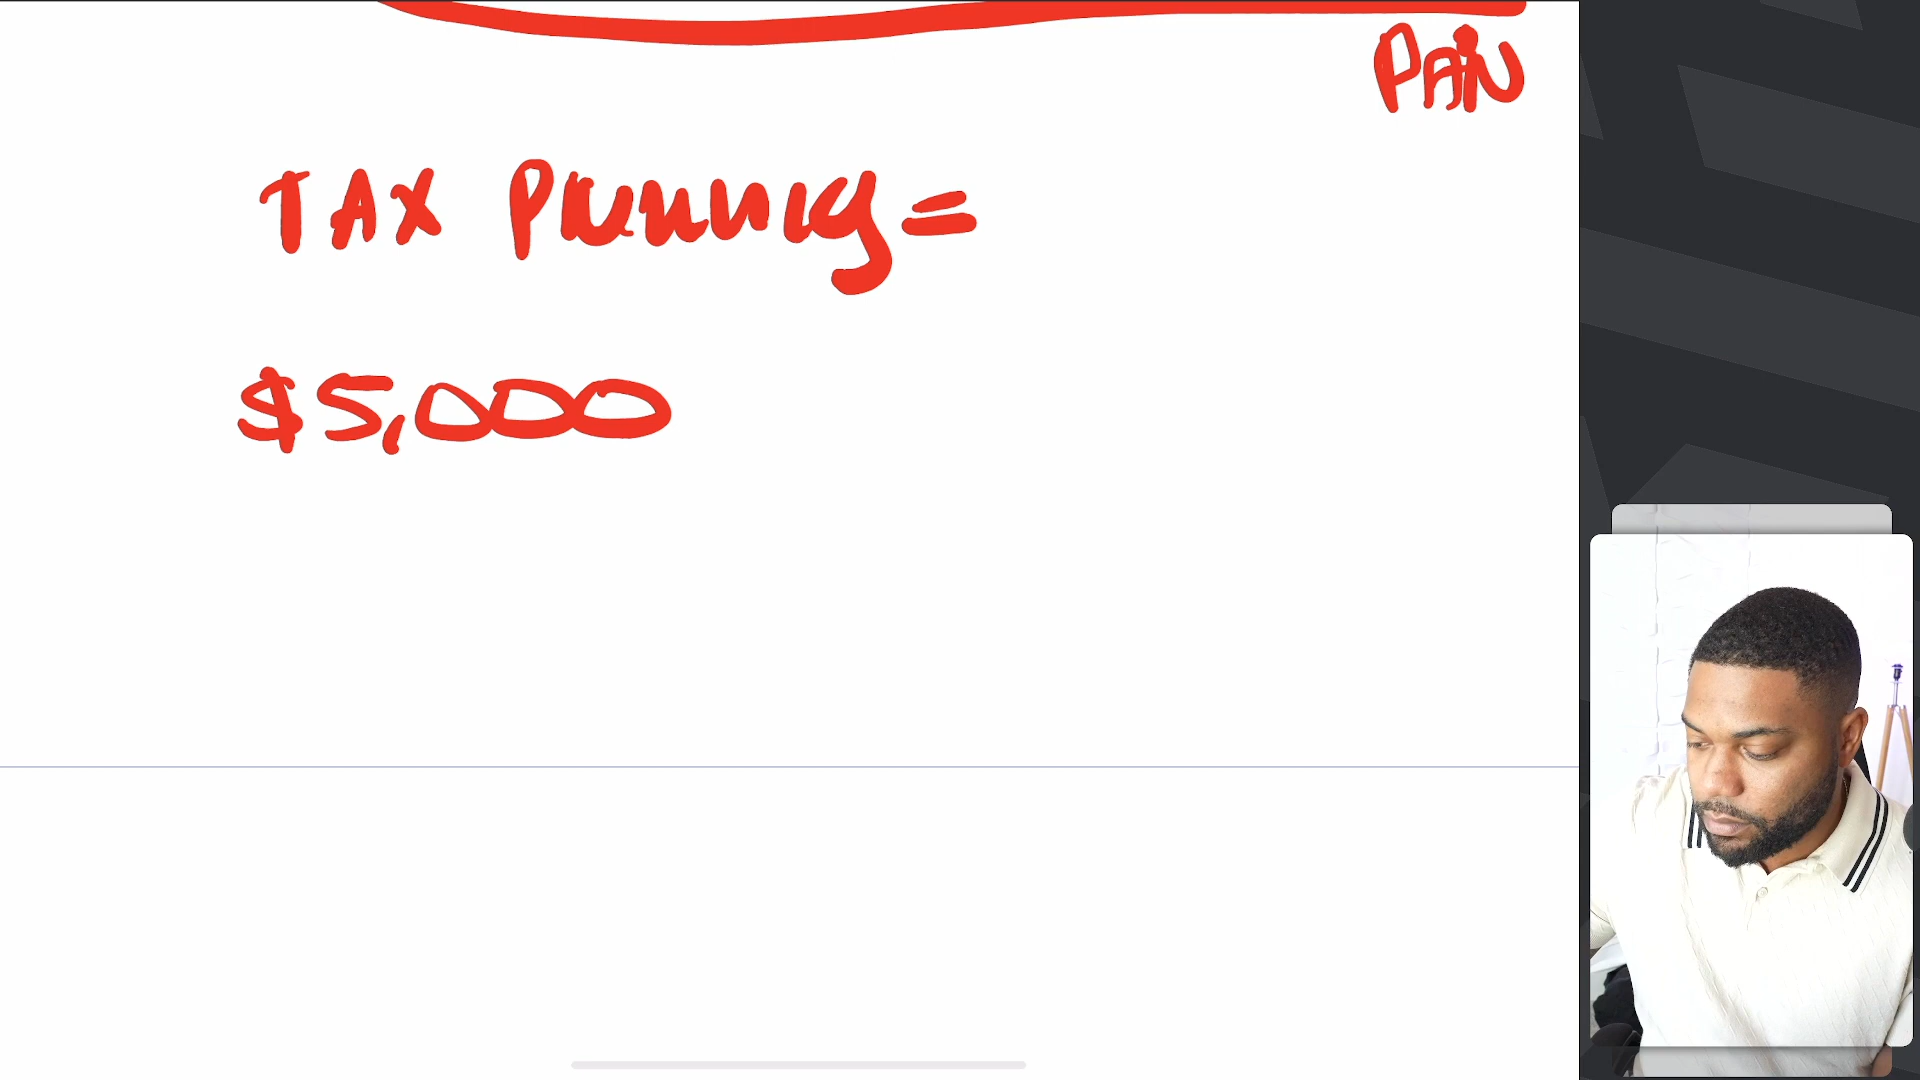 PAiN
TAX Planning =
$5,000